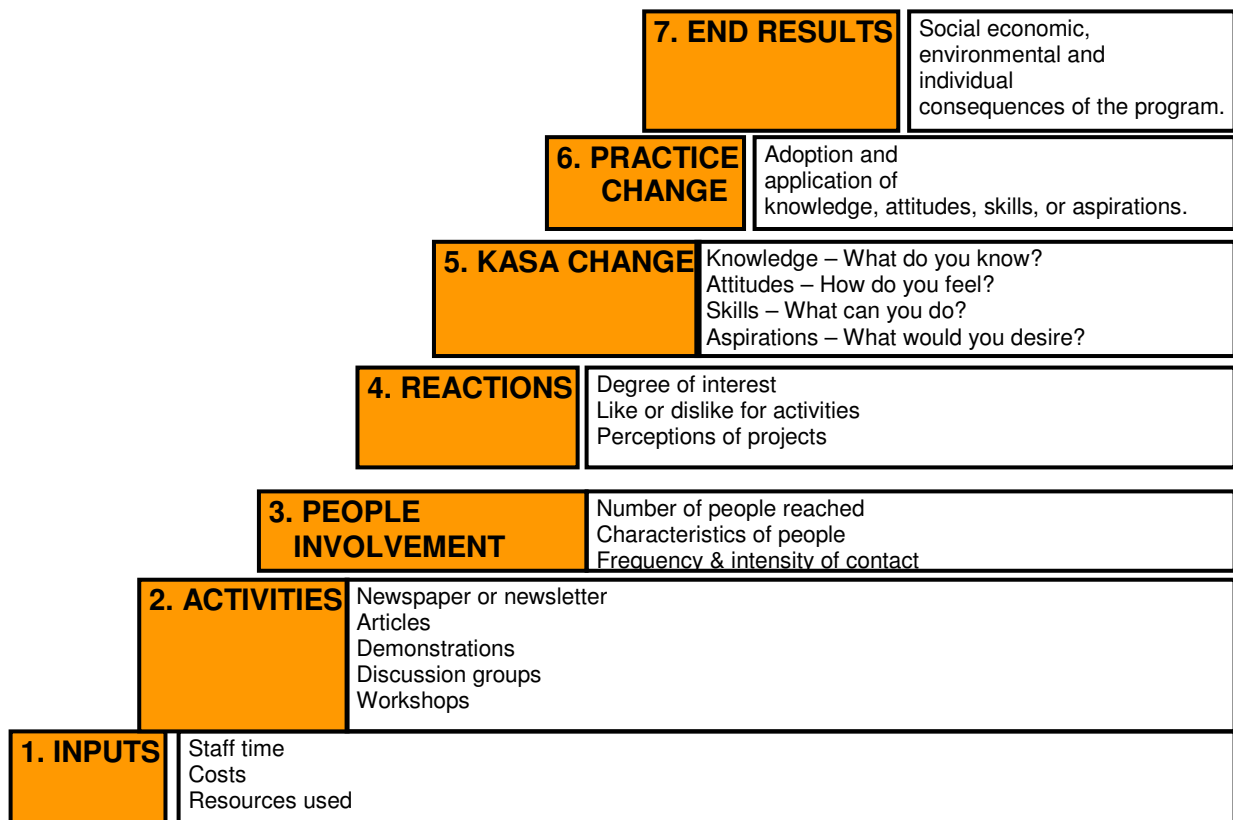 7. END RESULTS
Social economic,
environmental and
individual
consequences of the program.
6. PRACTICE
CHANGE
Adoption and
application of
knowledge, attitudes, skills, or aspirations.
5. KASA CHANGE
Knowledge – What do you know?
Attitudes – How do you feel?
Skills – What can you do?
Aspirations – What would you desire?
4. REACTIONS
Degree of interest
Like or dislike for activities
Perceptions of projects
3. PEOPLE
INVOLVEMENT
Number of people reached
Characteristics of people
Frequency & intensity of contact
2. ACTIVITIES
Newspaper or newsletter
Articles
Demonstrations
Discussion groups
Workshops
1. INPUTS
Staff time
Costs
Resources used